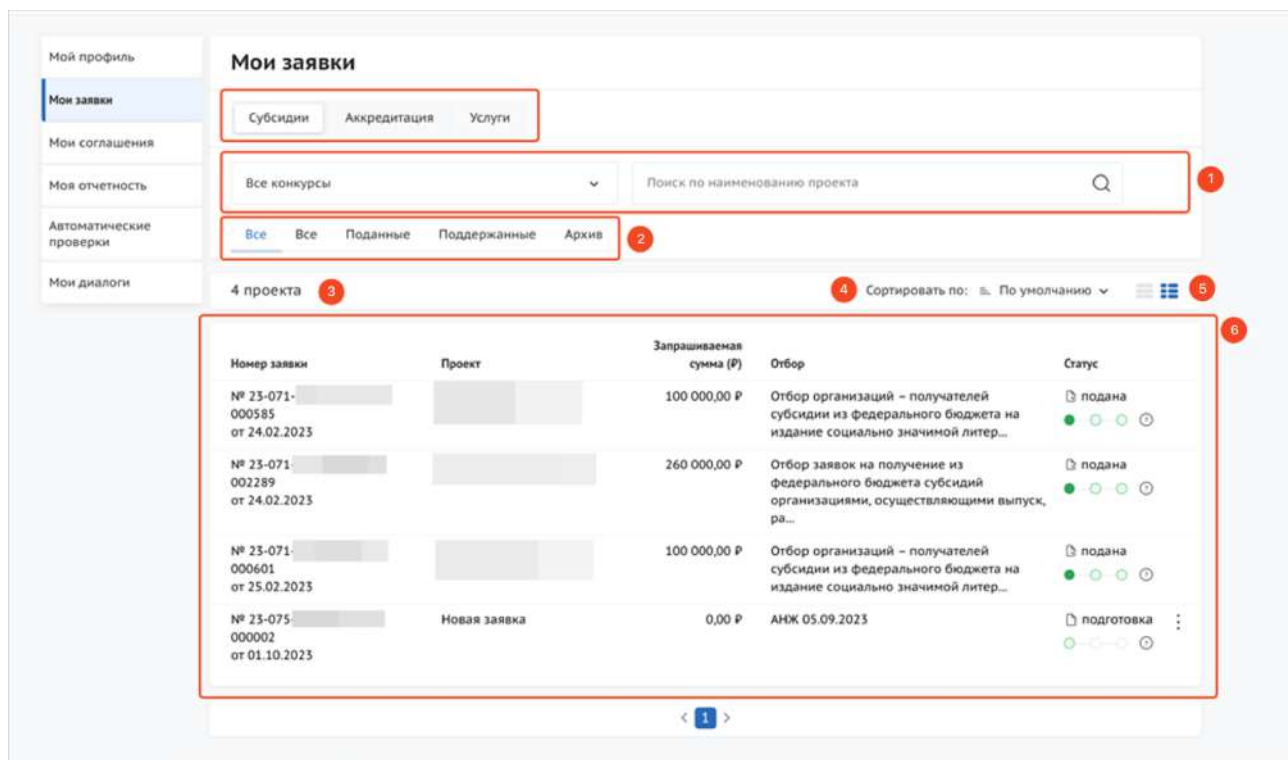 Мой профиль
Мои заявки
Мои соглашения
Моя отчетность
Автоматические
проверки
Мои диалоги
Мои заявки
Субсидии Аккредитация Услуги
Все конкурсы Поиск по наименованию проекта 1
Все Все Поданные Поддержанные Архив 2
4 проекта 3 4 Сортировать по: По умолчанию 5
6
Запрашиваемая
Номер заявки Проект сумма (₽) Отбор Статус
№ 23-071- 100 000,00 ₽ Отбор организаций – получателей подана
000585 субсидии из федерального бюджета на
от 24.02.2023 издание социально значимой литер...
№ 23-071- 260 000,00 ₽ Отбор заявок на получение из подана
002289 федерального бюджета субсидий
от 24.02.2023 организациями, осуществляющими выпуск,
ра...
№ 23-071- 100 000,00 ₽ Отбор организаций – получателей подана
000601 субсидии из федерального бюджета на
от 25.02.2023 издание социально значимой литер...
№ 23-075- Новая заявка 0,00 ₽ АНЖ 05.09.2023 подготовка
000002
от 01.10.2023
< 1 >